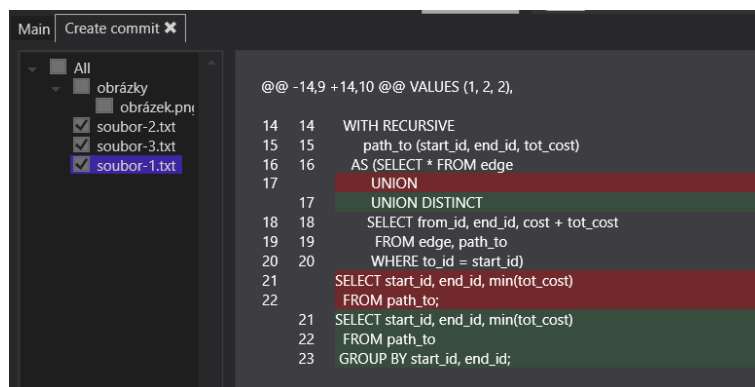 Main Create commit ✖
All
obrázky
obrázek.png
soubor-2.txt
soubor-3.txt
soubor-1.txt
@@ -14,9 +14,10 @@ VALUES (1, 2, 2),
14 14 WITH RECURSIVE
15 15 path_to (start_id, end_id, tot_cost)
16 16 AS (SELECT * FROM edge
17 UNION
17 UNION DISTINCT
18 18 SELECT from_id, end_id, cost + tot_cost
19 19 FROM edge, path_to
20 20 WHERE to_id = start_id)
21 SELECT start_id, end_id, min(tot_cost)
22 FROM path_to;
21 SELECT start_id, end_id, min(tot_cost)
22 FROM path_to
23 GROUP BY start_id, end_id;